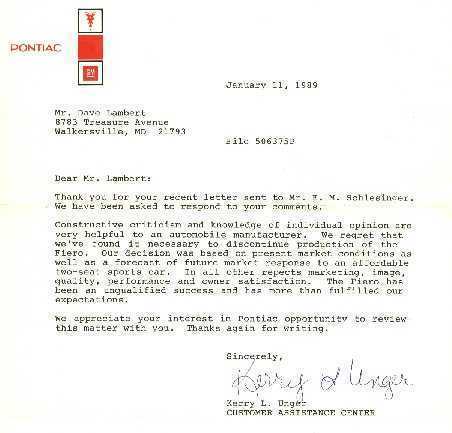 PONTIAC
GM
January 11, 1989
Mr. Dave Lambert
8783 Treasure Avenue
Walkersville, MD 21793
File 506375P
Dear Mr. Lambert:
Thank you for your recent letter sent to Mr. E. M. Schlesinger.
We have been asked to respond to your comments.
Constructive criticism and knowledge of individual opinion are
very helpful to an automobile manufacturer. We regret that
we've found it necessary to discontinue production of the
Fiero. Our decision was based on present market conditions as
well as a forecast of future market response to an affordable
two-seat sports car. In all other repects marketing, image,
quality, performance and owner satisfaction. The Fiero has
been an unqualified success and has more than fulfilled our
expectations.
We appreciate your interest in Pontiac opportunity to review
this matter with you. Thanks again for writing.
Sincerely,
Kerry L Unger
Kerry L. Unger
CUSTOMER ASSISTANCE CENTER